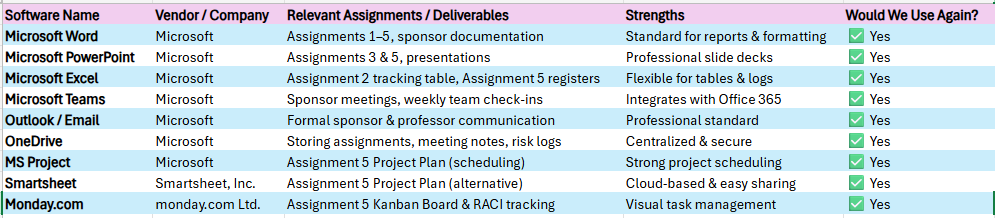 Software Name Vendor / Company Relevant Assignments / Deliverables Strengths Would We Use Again?
Microsoft Word Microsoft Assignments 1–5, sponsor documentation Standard for reports & formatting ✅ Yes
Microsoft PowerPoint Microsoft Assignments 3 & 5, presentations Professional slide decks ✅ Yes
Microsoft Excel Microsoft Assignment 2 tracking table, Assignment 5 registers Flexible for tables & logs ✅ Yes
Microsoft Teams Microsoft Sponsor meetings, weekly team check-ins Integrates with Office 365 ✅ Yes
Outlook / Email Microsoft Formal sponsor & professor communication Professional standard ✅ Yes
OneDrive Microsoft Storing assignments, meeting notes, risk logs Centralized & secure ✅ Yes
MS Project Microsoft Assignment 5 Project Plan (scheduling) Strong project scheduling ✅ Yes
Smartsheet Smartsheet, Inc. Assignment 5 Project Plan (alternative) Cloud-based & easy sharing ✅ Yes
Monday.com monday.com Ltd. Assignment 5 Kanban Board & RACI tracking Visual task management ✅ Yes